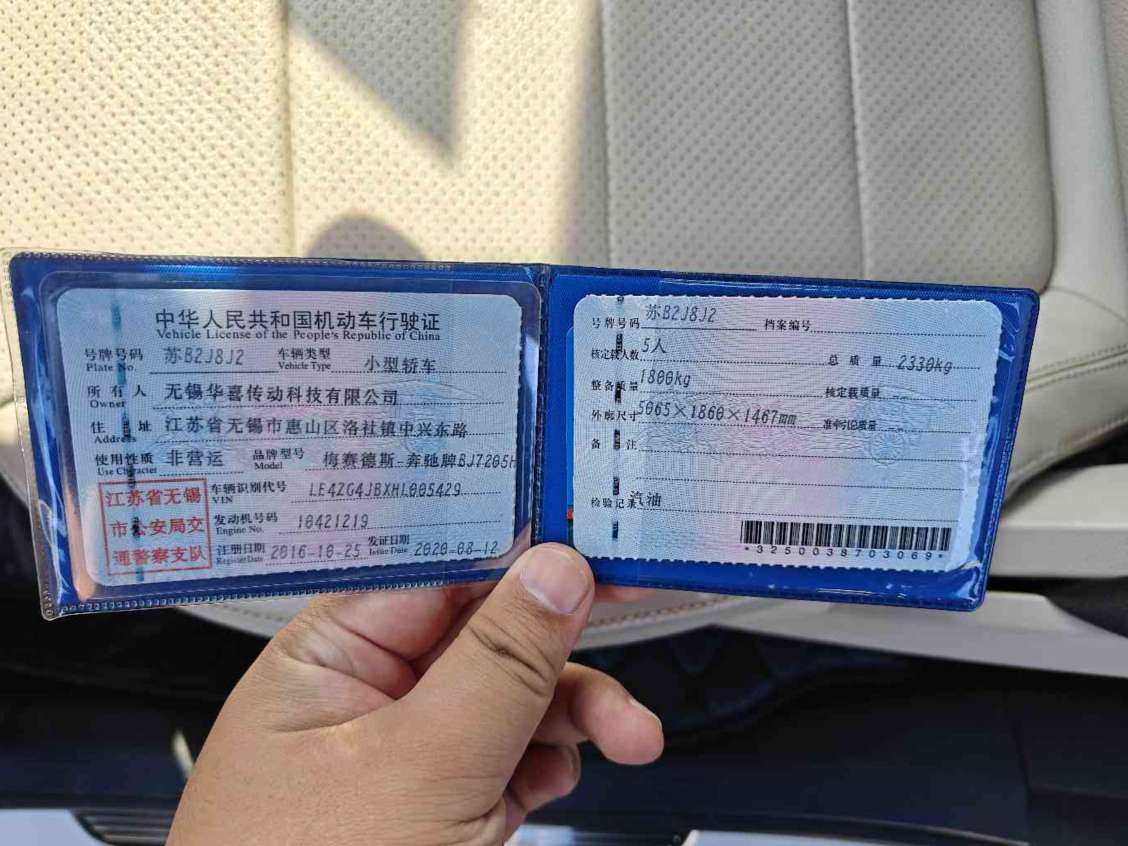 中华人民共和国机动车行驶证
Vehicle License of the People's Republic of China
号牌号码 苏B2J8J2 车辆类型 小型轿车
Plate No. Vehicle Type
所有人 无锡华喜传动科技有限公司
Owner
住址 江苏省无锡市惠山区洛社镇中兴东路
Address
使用性质 非营运 品牌型号 梅赛德斯-奔驰牌BJ7205H
Use Character Model
江苏省无锡
市公安局交
通警察支队
车辆识别代号 LE4ZG4JBXHL005429
VIN
发动机号码 10421219
Engine No.
注册日期 2016-10-25 发证日期 2020-08-12
Register Date Issue Date
号牌号码 苏B2J8J2 档案编号
核定载人数 5人 总质量 2330kg
整备质量 1800kg 核定载质量
外廓尺寸 5065×1860×1467mm 准牵引总质量
备注
检验记录 汽油
*3250038703069*